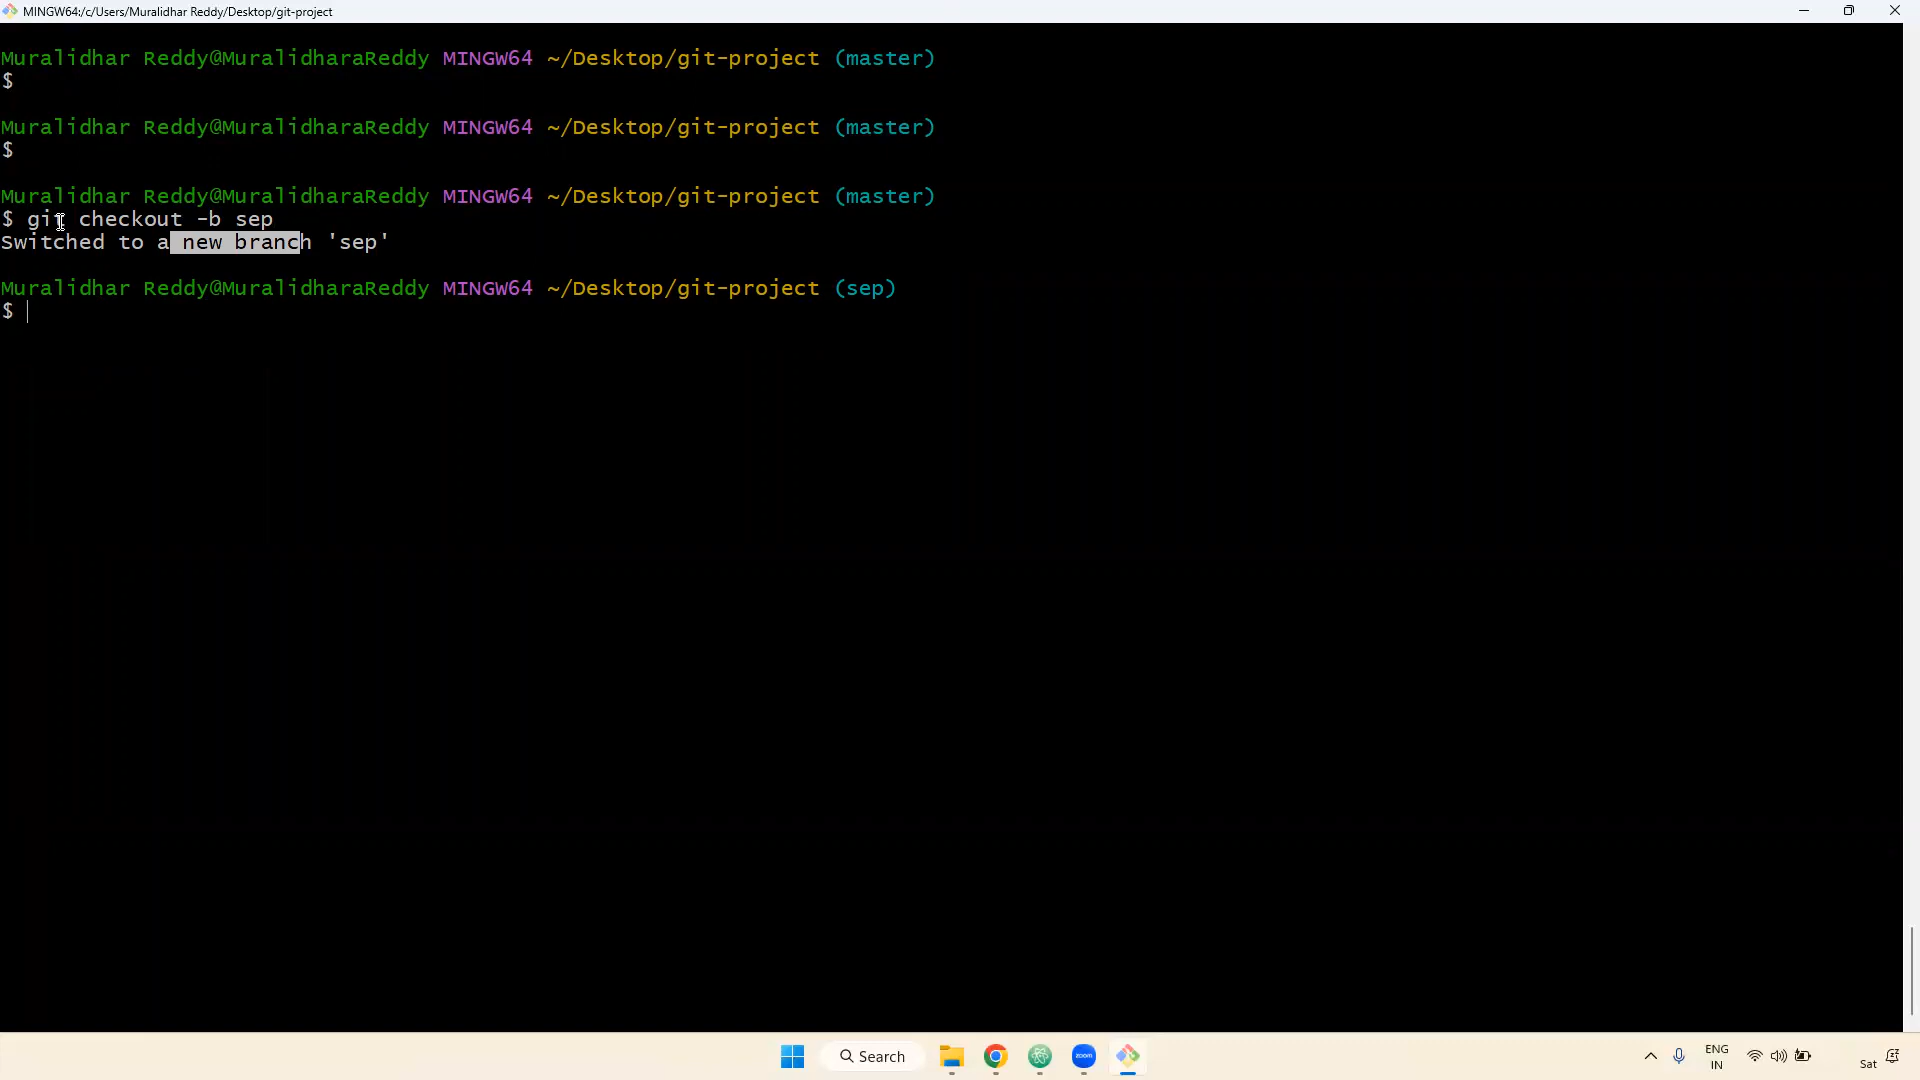 MINGW64:/c/Users/Muralidhar Reddy/Desktop/git-project
Muralidhar Reddy@MuralidharaReddy MINGW64 ~/Desktop/git-project (master)
$
Muralidhar Reddy@MuralidharaReddy MINGW64 ~/Desktop/git-project (master)
$
Muralidhar Reddy@MuralidharaReddy MINGW64 ~/Desktop/git-project (master)
$ git checkout -b sep
Switched to a new branch 'sep'
Muralidhar Reddy@MuralidharaReddy MINGW64 ~/Desktop/git-project (sep)
$
Search
zoom
ENG
IN
Sat